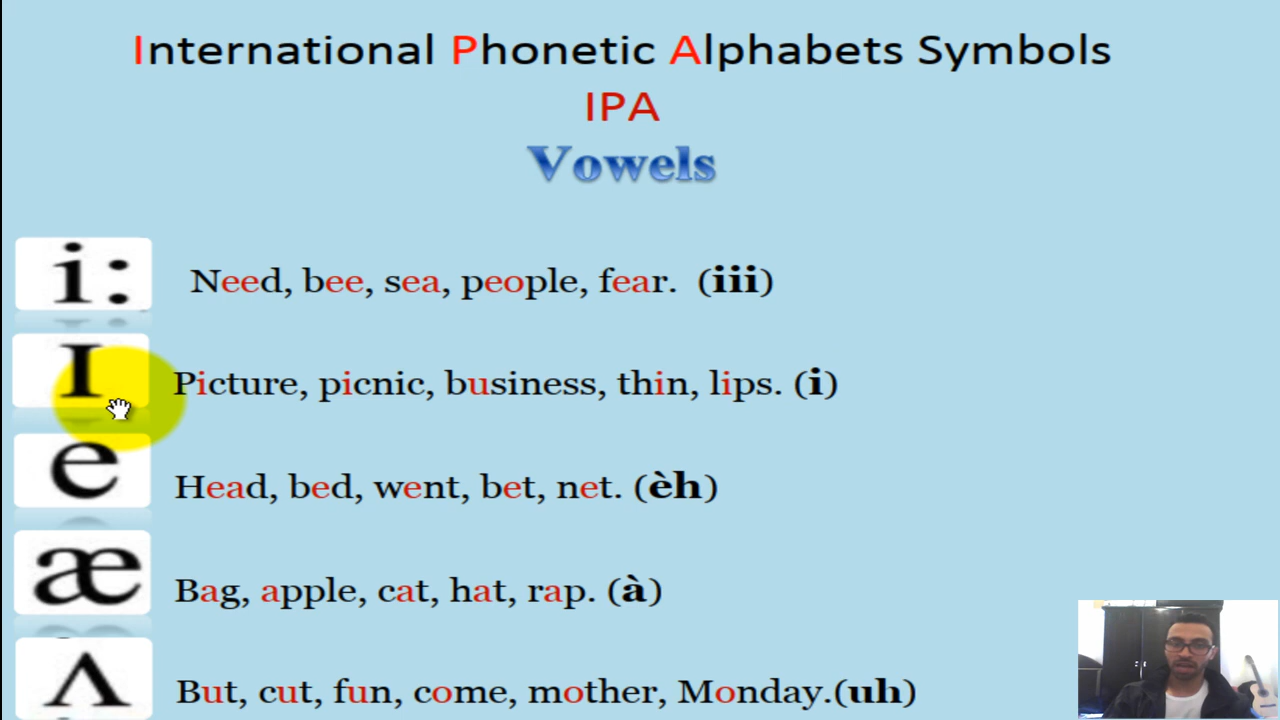 International Phonetic Alphabets Symbols
IPA
Vowels
i: Need, bee, sea, people, fear. (iii)
I Picture, picnic, business, thin, lips. (i)
e Head, bed, went, bet, net. (èh)
æ Bag, apple, cat, hat, rap. (à)
Λ But, cut, fun, come, mother, Monday.(uh)